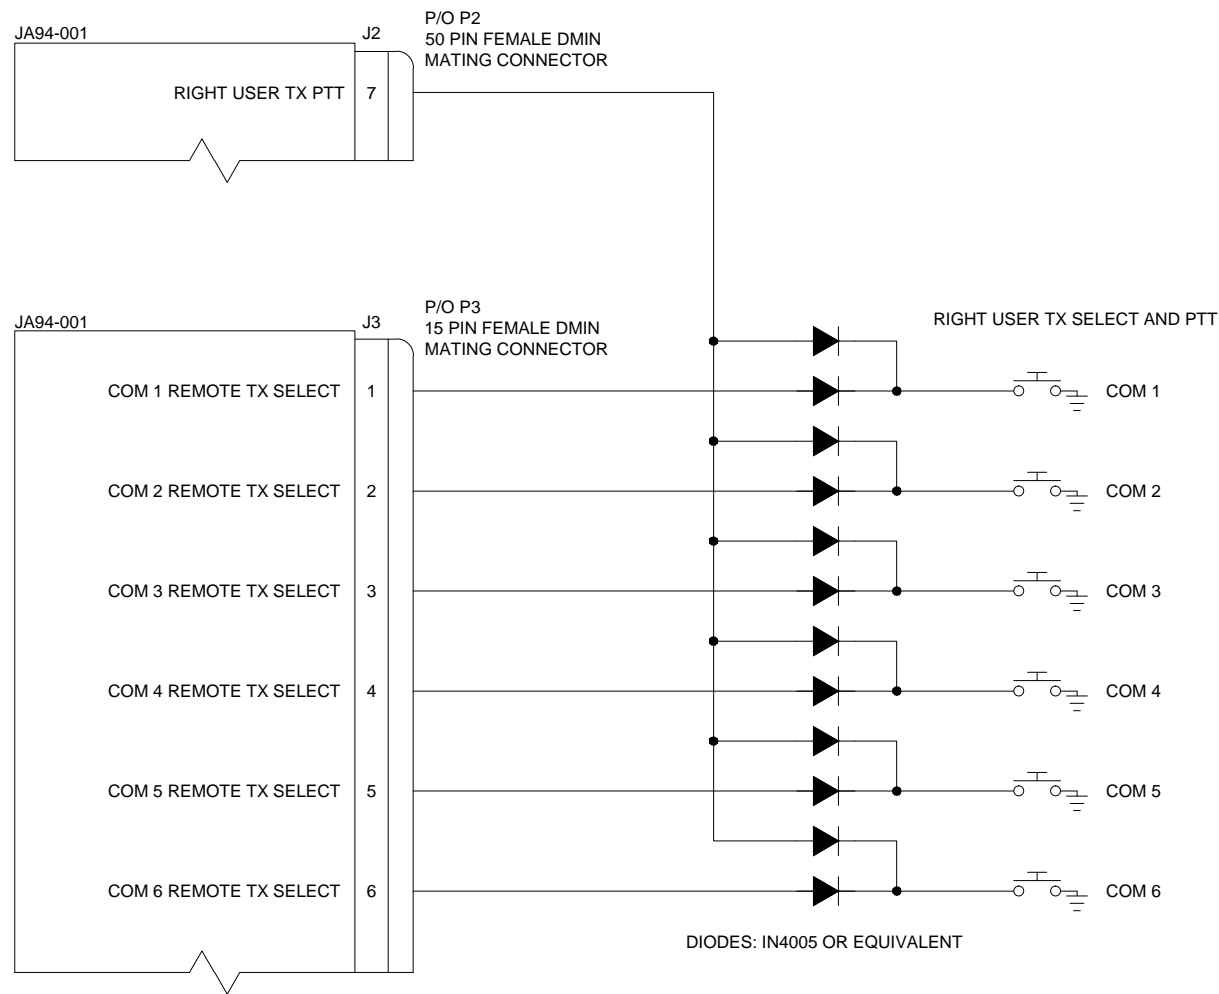 JA94-001
J2
P/O P2
50 PIN FEMALE DMIN
MATING CONNECTOR
RIGHT USER TX PTT
7
JA94-001
J3
P/O P3
15 PIN FEMALE DMIN
MATING CONNECTOR
RIGHT USER TX SELECT AND PTT
COM 1 REMOTE TX SELECT
1
COM 1
COM 2 REMOTE TX SELECT
2
COM 2
COM 3 REMOTE TX SELECT
3
COM 3
COM 4 REMOTE TX SELECT
4
COM 4
COM 5 REMOTE TX SELECT
5
COM 5
COM 6 REMOTE TX SELECT
6
COM 6
DIODES: IN4005 OR EQUIVALENT